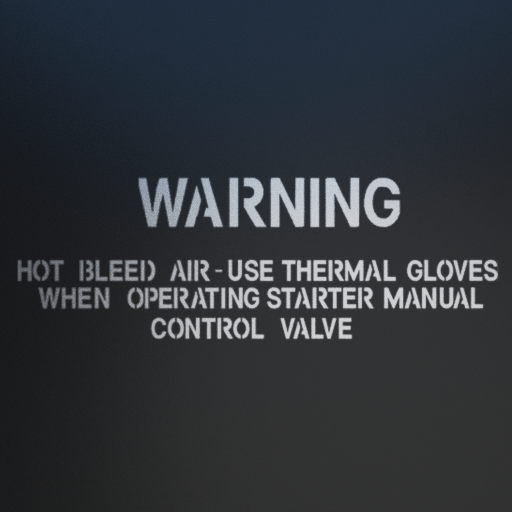 WARNING
HOT BLEED AIR-USE THERMAL GLOVES
WHEN OPERATING STARTER MANUAL
CONTROL VALVE